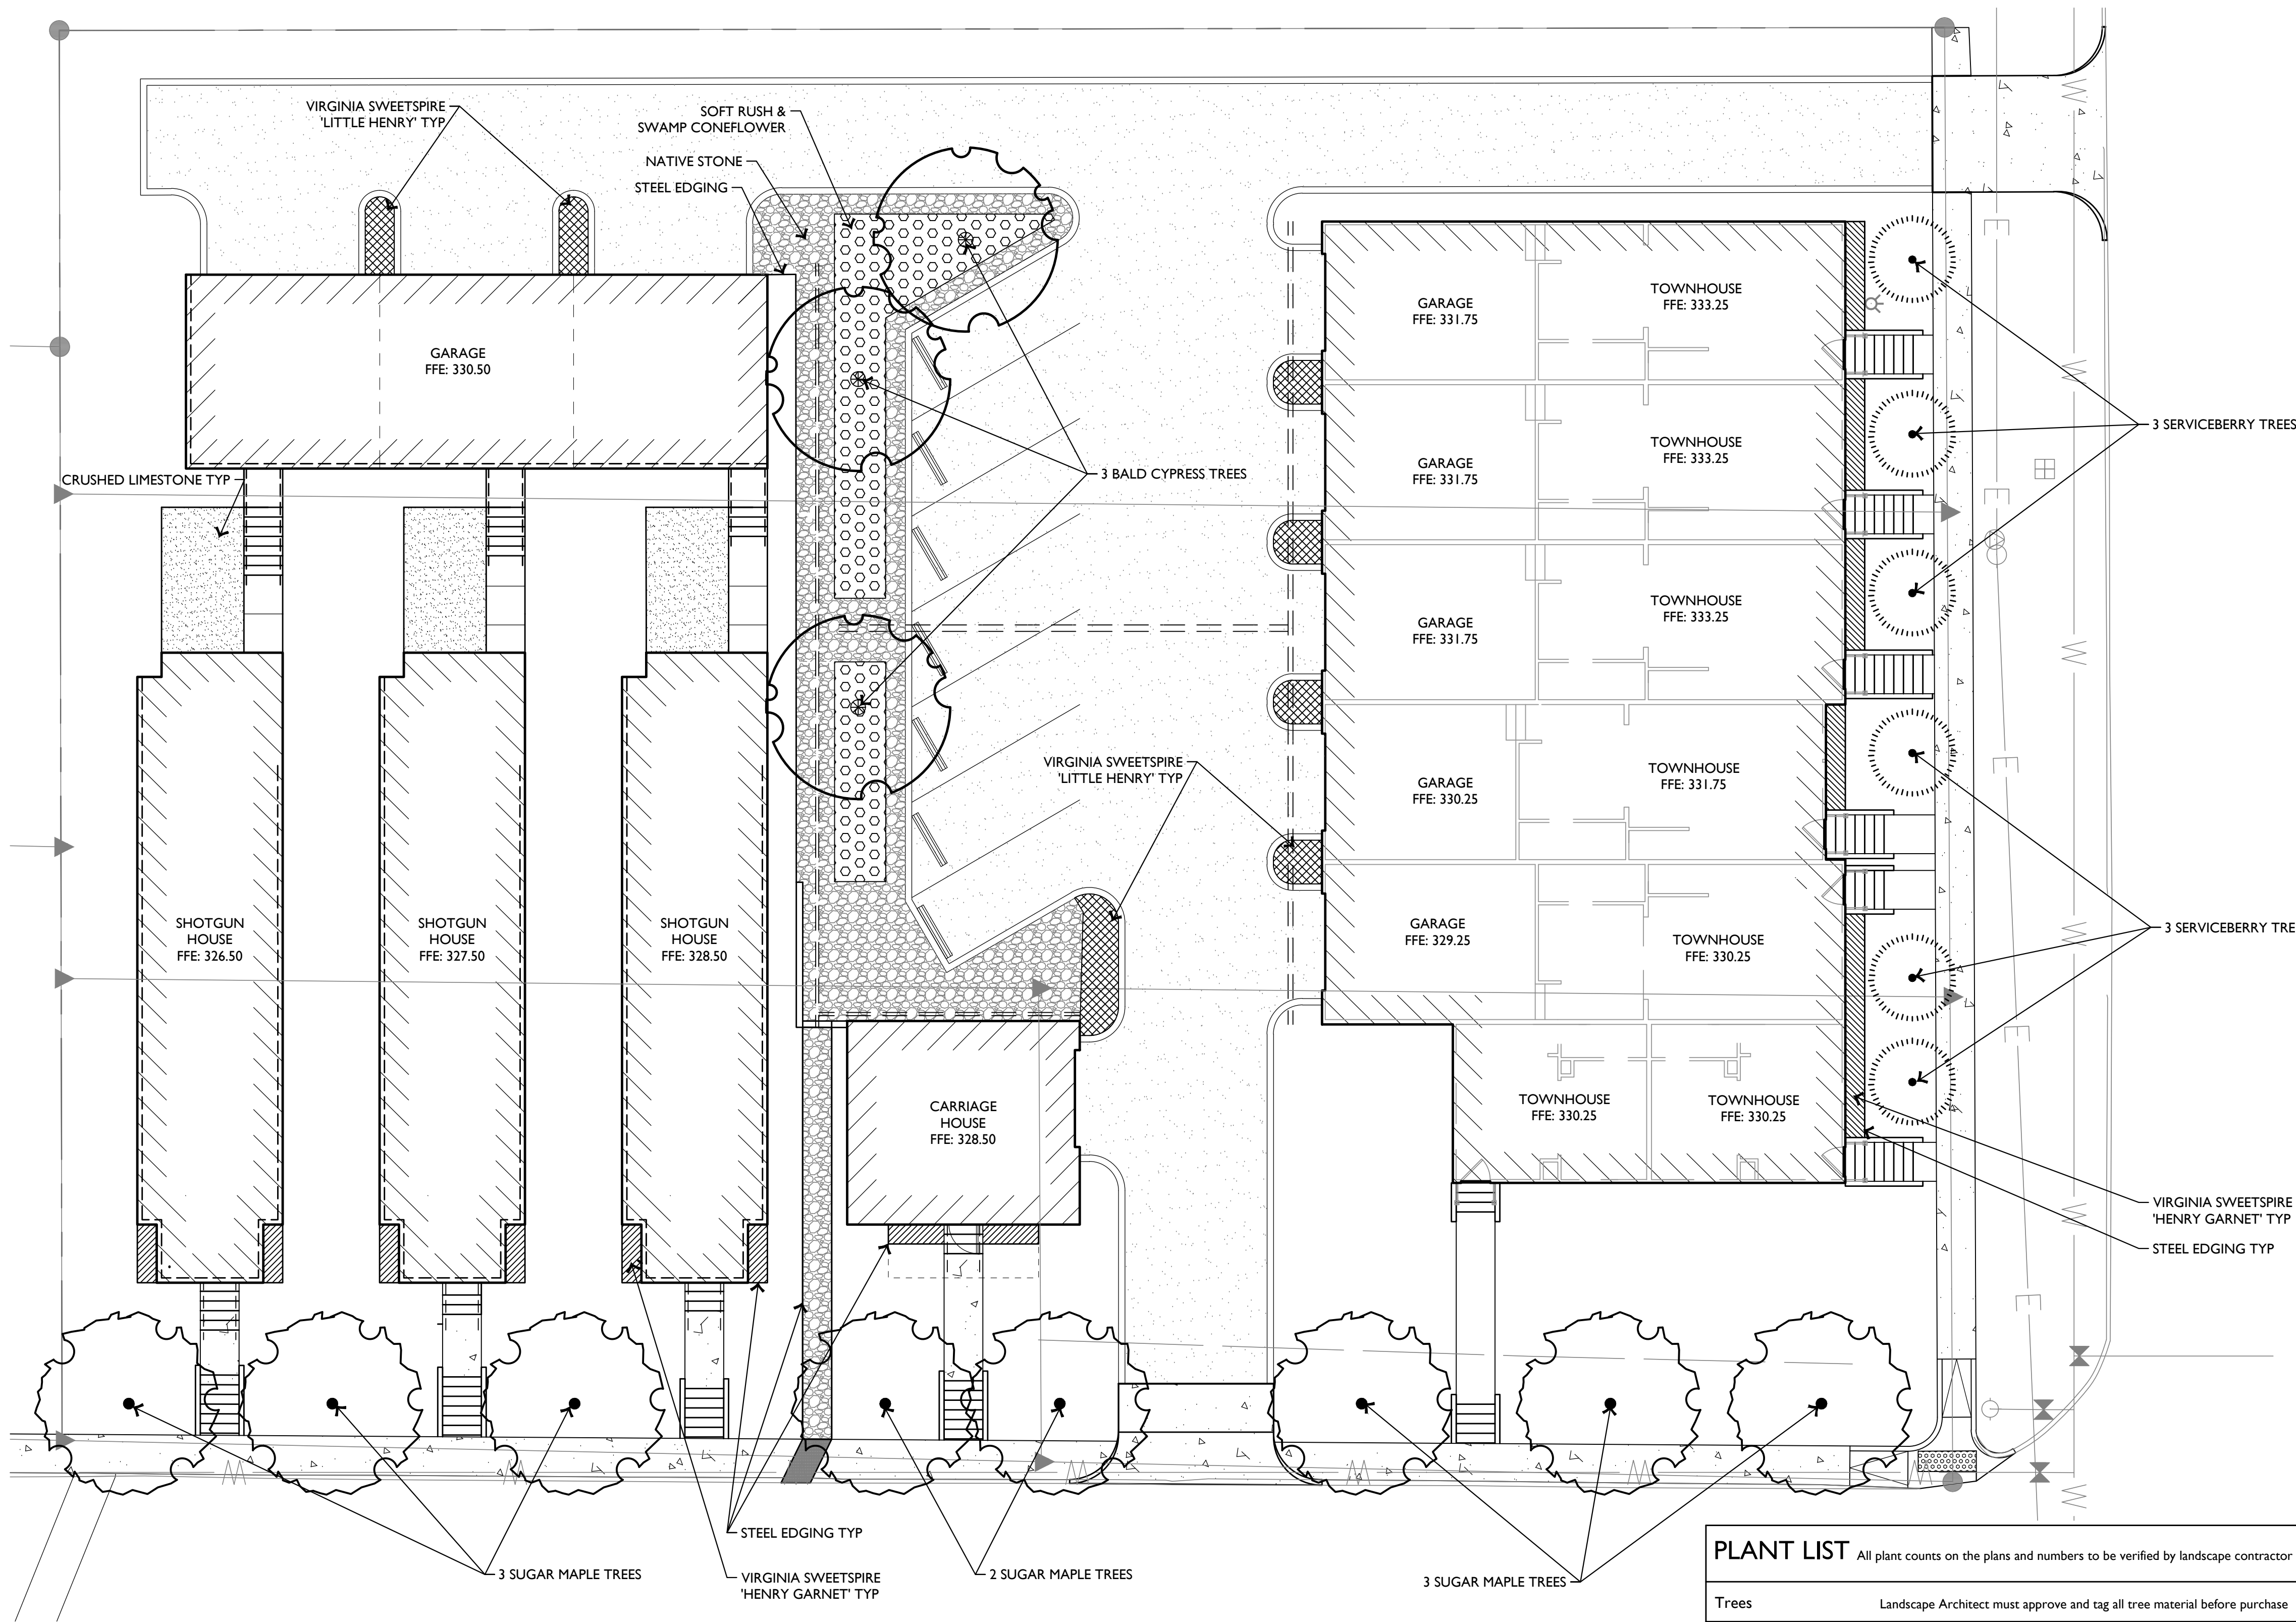 VIRGINIA SWEETSPIRE
'LITTLE HENRY' TYP
SOFT RUSH &
SWAMP CONEFLOWER
NATIVE STONE
STEEL EDGING
GARAGE
FFE: 330.50
CRUSHED LIMESTONE TYP
3 BALD CYPRESS TREES
GARAGE
FFE: 331.75
TOWNHOUSE
FFE: 333.25
GARAGE
FFE: 331.75
TOWNHOUSE
FFE: 333.25
GARAGE
FFE: 331.75
TOWNHOUSE
FFE: 333.25
GARAGE
FFE: 330.25
TOWNHOUSE
FFE: 331.75
GARAGE
FFE: 329.25
TOWNHOUSE
FFE: 330.25
TOWNHOUSE
FFE: 330.25
TOWNHOUSE
FFE: 330.25
3 SERVICEBERRY TREES
3 SERVICEBERRY TRE
VIRGINIA SWEETSPIRE
'LITTLE HENRY' TYP
SHOTGUN
HOUSE
FFE: 326.50
SHOTGUN
HOUSE
FFE: 327.50
SHOTGUN
HOUSE
FFE: 328.50
CARRIAGE
HOUSE
FFE: 328.50
VIRGINIA SWEETSPIRE
'HENRY GARNET' TYP
STEEL EDGING TYP
STEEL EDGING TYP
3 SUGAR MAPLE TREES
VIRGINIA SWEETSPIRE
'HENRY GARNET' TYP
2 SUGAR MAPLE TREES
3 SUGAR MAPLE TREES
PLANT LIST All plant counts on the plans and numbers to be verified by landscape contractor
Trees Landscape Architect must approve and tag all tree material before purchase